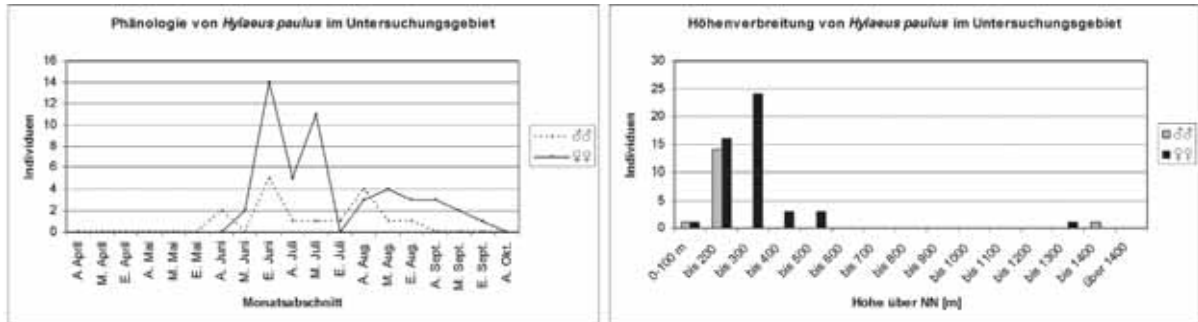 Phänologie von Hylaeus paulus im Untersuchungsgebiet
16
14
12
10
8
6
4
2
0
Individuen
A. April
M. April
E. April
A. Mai
M. Mai
E. Mai
A. Juni
M. Juni
E. Juni
A. Juli
M. Juli
E. Juli
A. Aug.
M. Aug.
E. Aug.
A. Sept.
M. Sept.
E. Sept.
A. Okt.
Monatsabschnitt
♂♂
♀♀
Höhenverbreitung von Hylaeus paulus im Untersuchungsgebiet
30
25
20
15
10
5
0
Individuen
0-100 m
bis 200
bis 300
bis 400
bis 500
bis 600
bis 700
bis 800
bis 900
bis 1000
bis 1100
bis 1200
bis 1300
bis 1400
über 1400
Höhe über NN [m]
♂♂
♀♀